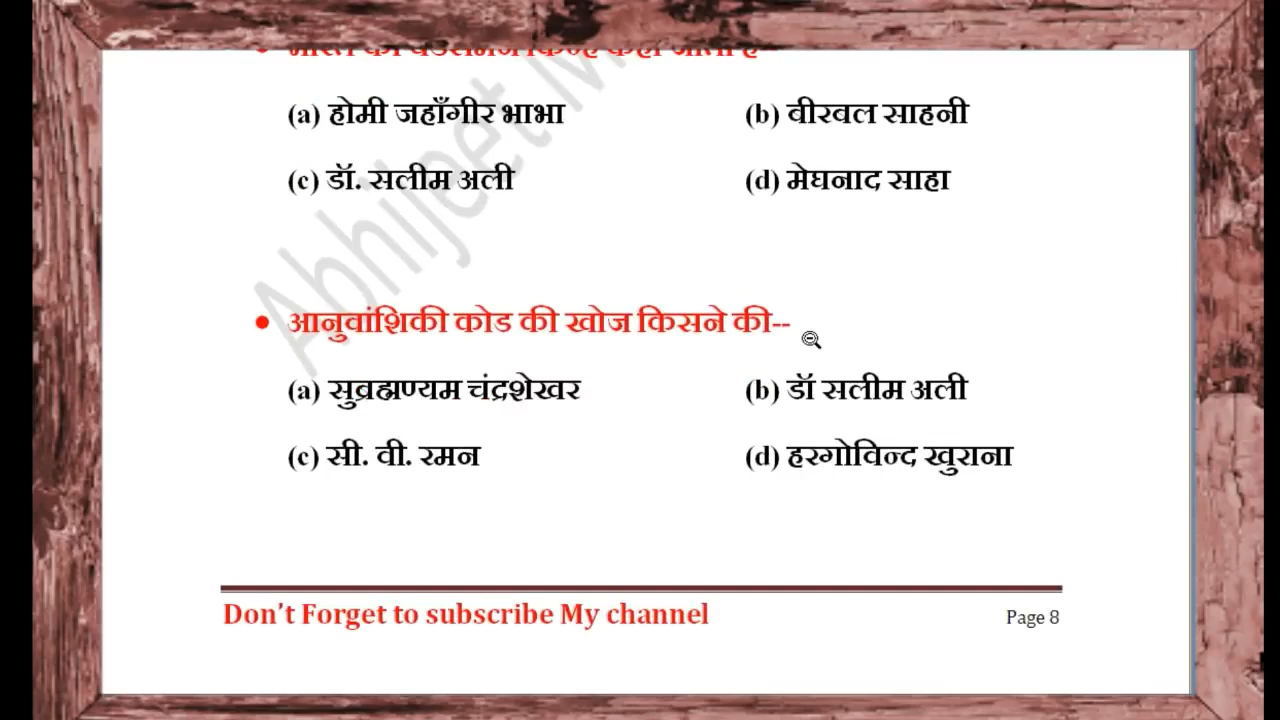 (a) होमी जहाँगीर भाभा (b) बीरबल साहनी
(c) डॉ. सलीम अली (d) मेघनाद साहा
• आनुवांशिकी कोड की खोज किसने की--
(a) सुब्रह्मण्यम चंद्रशेखर (b) डॉ सलीम अली
(c) सी. वी. रमन (d) हरगोविन्द खुराना
Don't Forget to subscribe My channel Page 8
Abhijeet